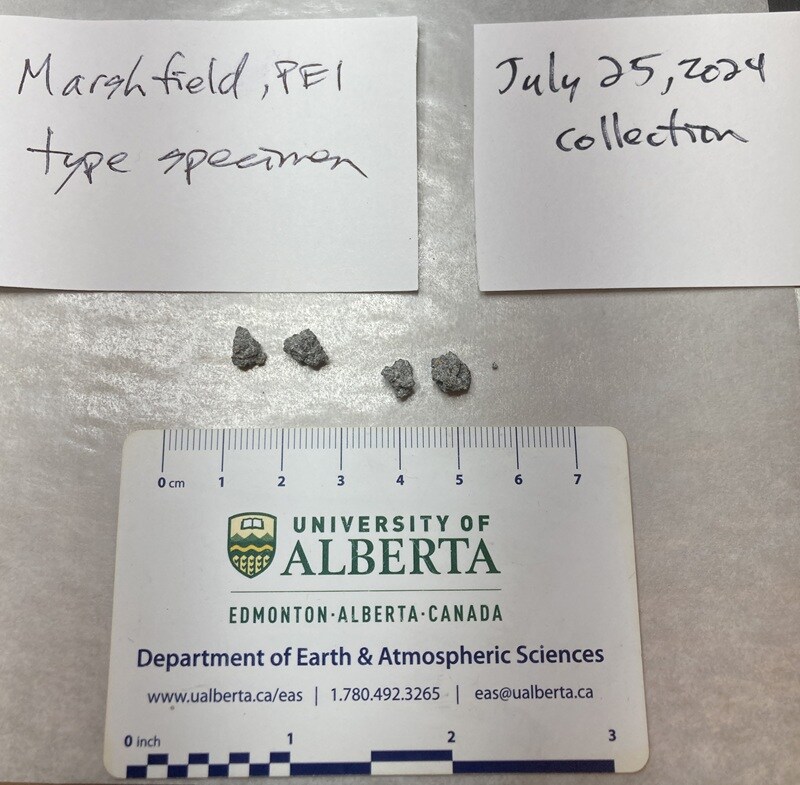 Marshfield, PEI
type specimen
July 25, 2024
collection
0 cm 1 2 3 4 5 6 7
UNIVERSITY OF
ALBERTA
EDMONTON·ALBERTA·CANADA
Department of Earth & Atmospheric Sciences
www.ualberta.ca/eas | 1.780.492.3265 | eas@ualberta.ca
0 inch 1 2 3